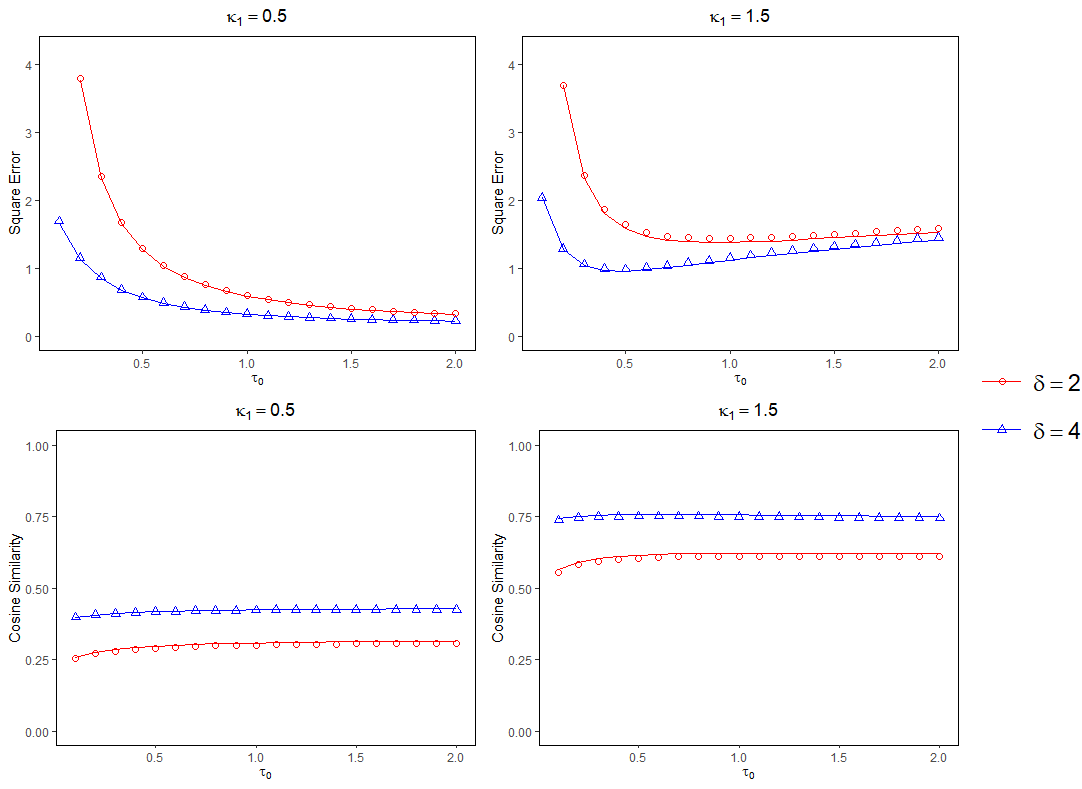 κ₁ = 0.5
κ₁ = 1.5
Square Error
4
3
2
1
0
0.5
1.0
1.5
2.0
τ₀
Square Error
4
3
2
1
0
0.5
1.0
1.5
2.0
τ₀
δ = 2
δ = 4
κ₁ = 0.5
κ₁ = 1.5
Cosine Similarity
1.00
0.75
0.50
0.25
0.00
0.5
1.0
1.5
2.0
τ₀
Cosine Similarity
1.00
0.75
0.50
0.25
0.00
0.5
1.0
1.5
2.0
τ₀